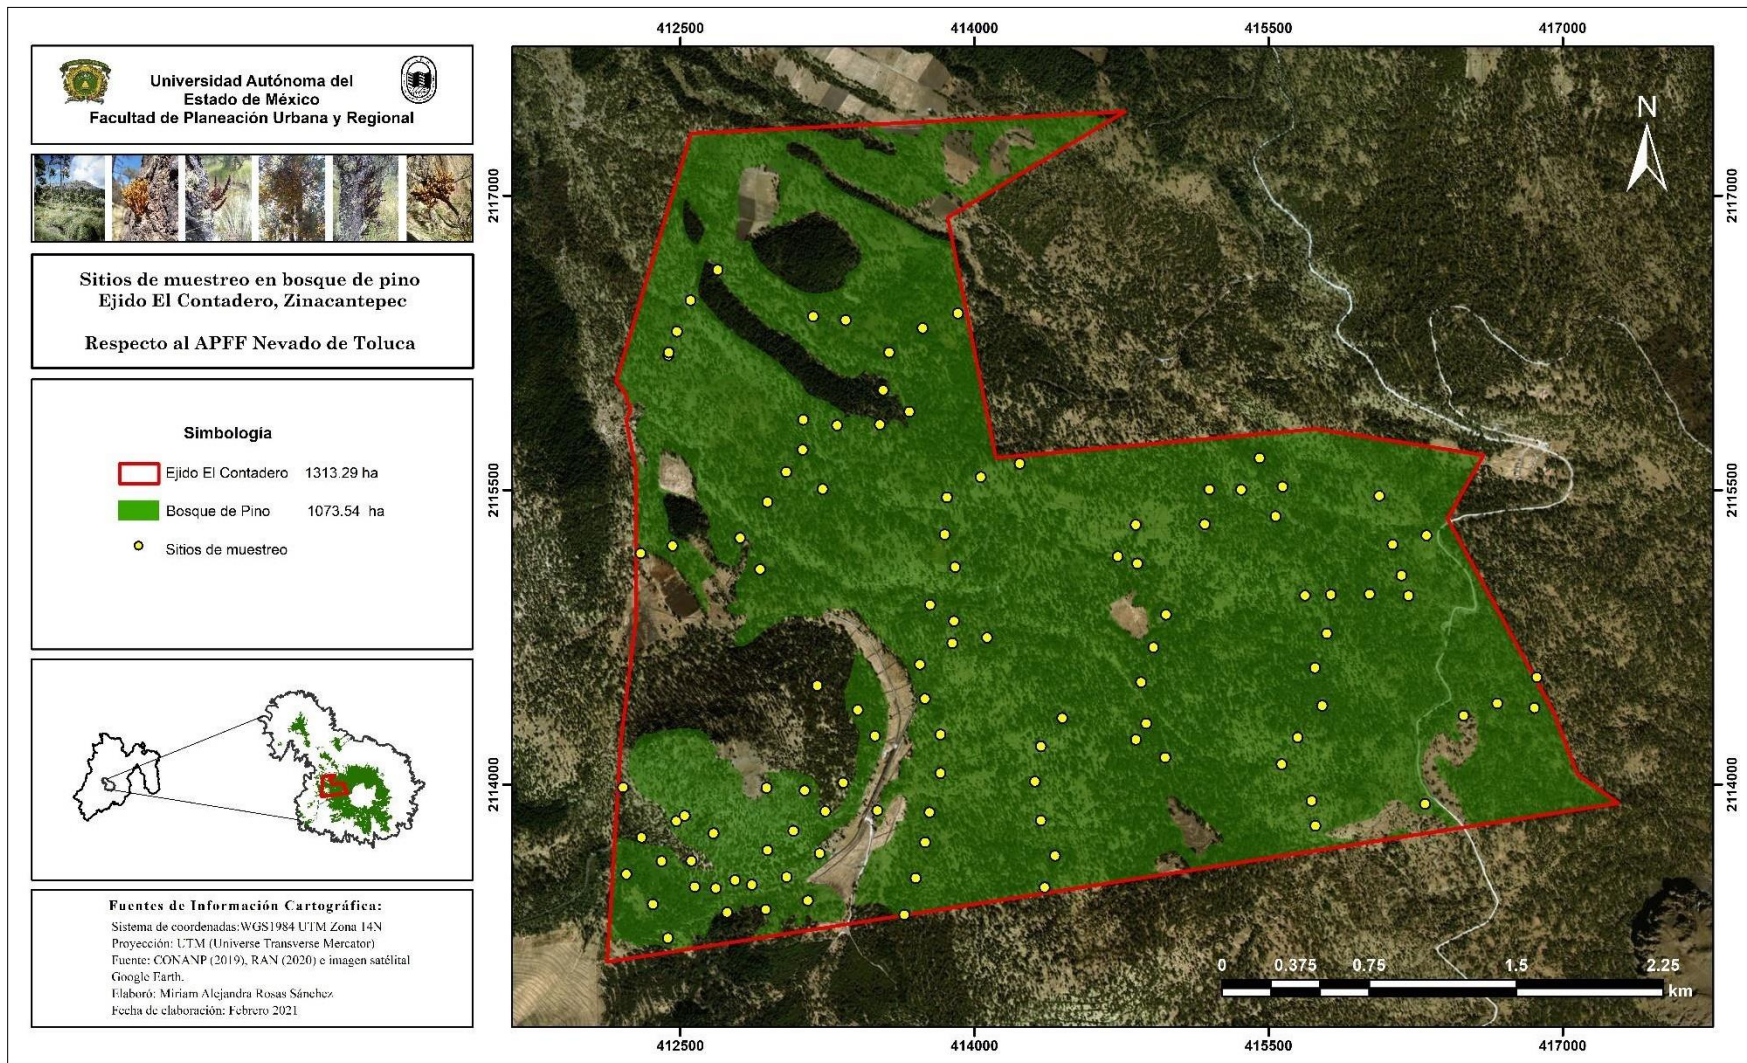 Universidad Autónoma del
Estado de México
Facultad de Planeación Urbana y Regional
Sitios de muestreo en bosque de pino
Ejido El Contadero, Zinacantepec
Respecto al APFF Nevado de Toluca
Simbología
Ejido El Contadero 1313.29 ha
Bosque de Pino 1073.54 ha
Sitios de muestreo
Fuentes de Información Cartográfica:
Sistema de coordenadas:WGS1984 UTM Zona 14N
Proyección: UTM (Universe Transverse Mercator)
Fuente: CONANP (2019), RAN (2020) e imagen satélital
Google Earth.
Elaboró: Miriam Alejandra Rosas Sánchez
Fecha de elaboración: Febrero 2021
412500 414000 415500 417000
2117000 2117000
2115500 2115500
2114000 2114000
N
0 0.375 0.75 1.5 2.25
km
412500 414000 415500 417000